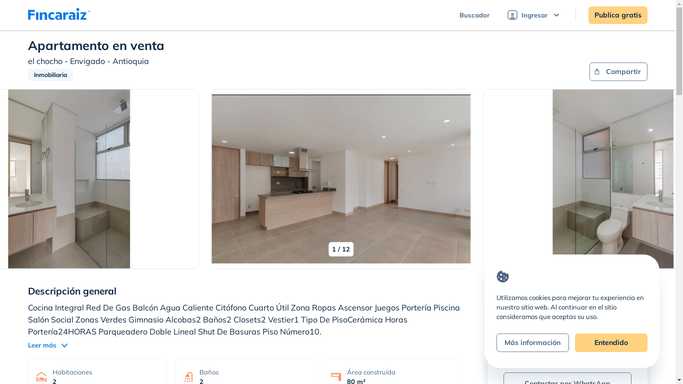 Fincaraiz
Buscador
Ingresar
Publica gratis
Apartamento en venta
el chocho - Envigado - Antioquia
Inmobiliaria
Compartir
1 / 12
Descripción general
Cocina Integral Red De Gas Balcón Agua Caliente Citófono Cuarto Útil Zona Ropas Ascensor Juegos Portería Piscina
Salón Social Zonas Verdes Gimnasio Alcobas2 Baños2 Closets2 Vestier1 Tipo De PisoCerámica Horas
Portería24HORAS Parqueadero Doble Lineal Shut De Basuras Piso Número10.
Leer más
Habitaciones
2
Baños
2
Área construida
80 m²
Utilizamos cookies para mejorar tu experiencia en
nuestro sitio web. Al continuar en el sitio
consideramos que aceptas su uso.
Más información
Entendido
Contactar por WhatsApp